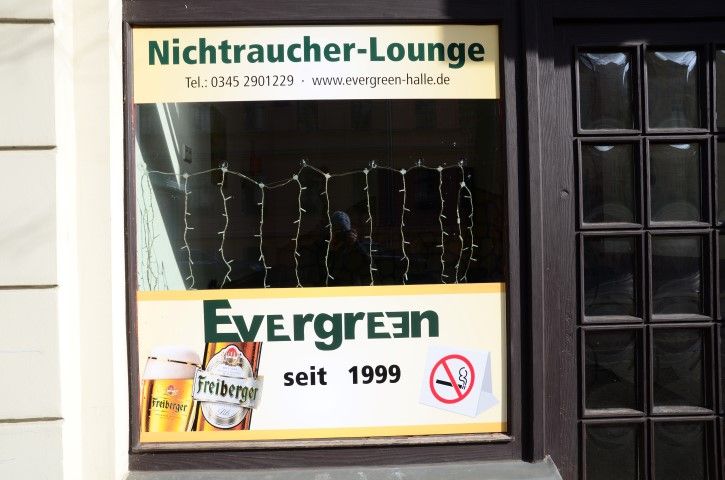 Nichtraucher-Lounge
Tel.: 0345 2901229 · www.evergreen-halle.de
Evergreen
seit 1999
Freiberger
Freiberger